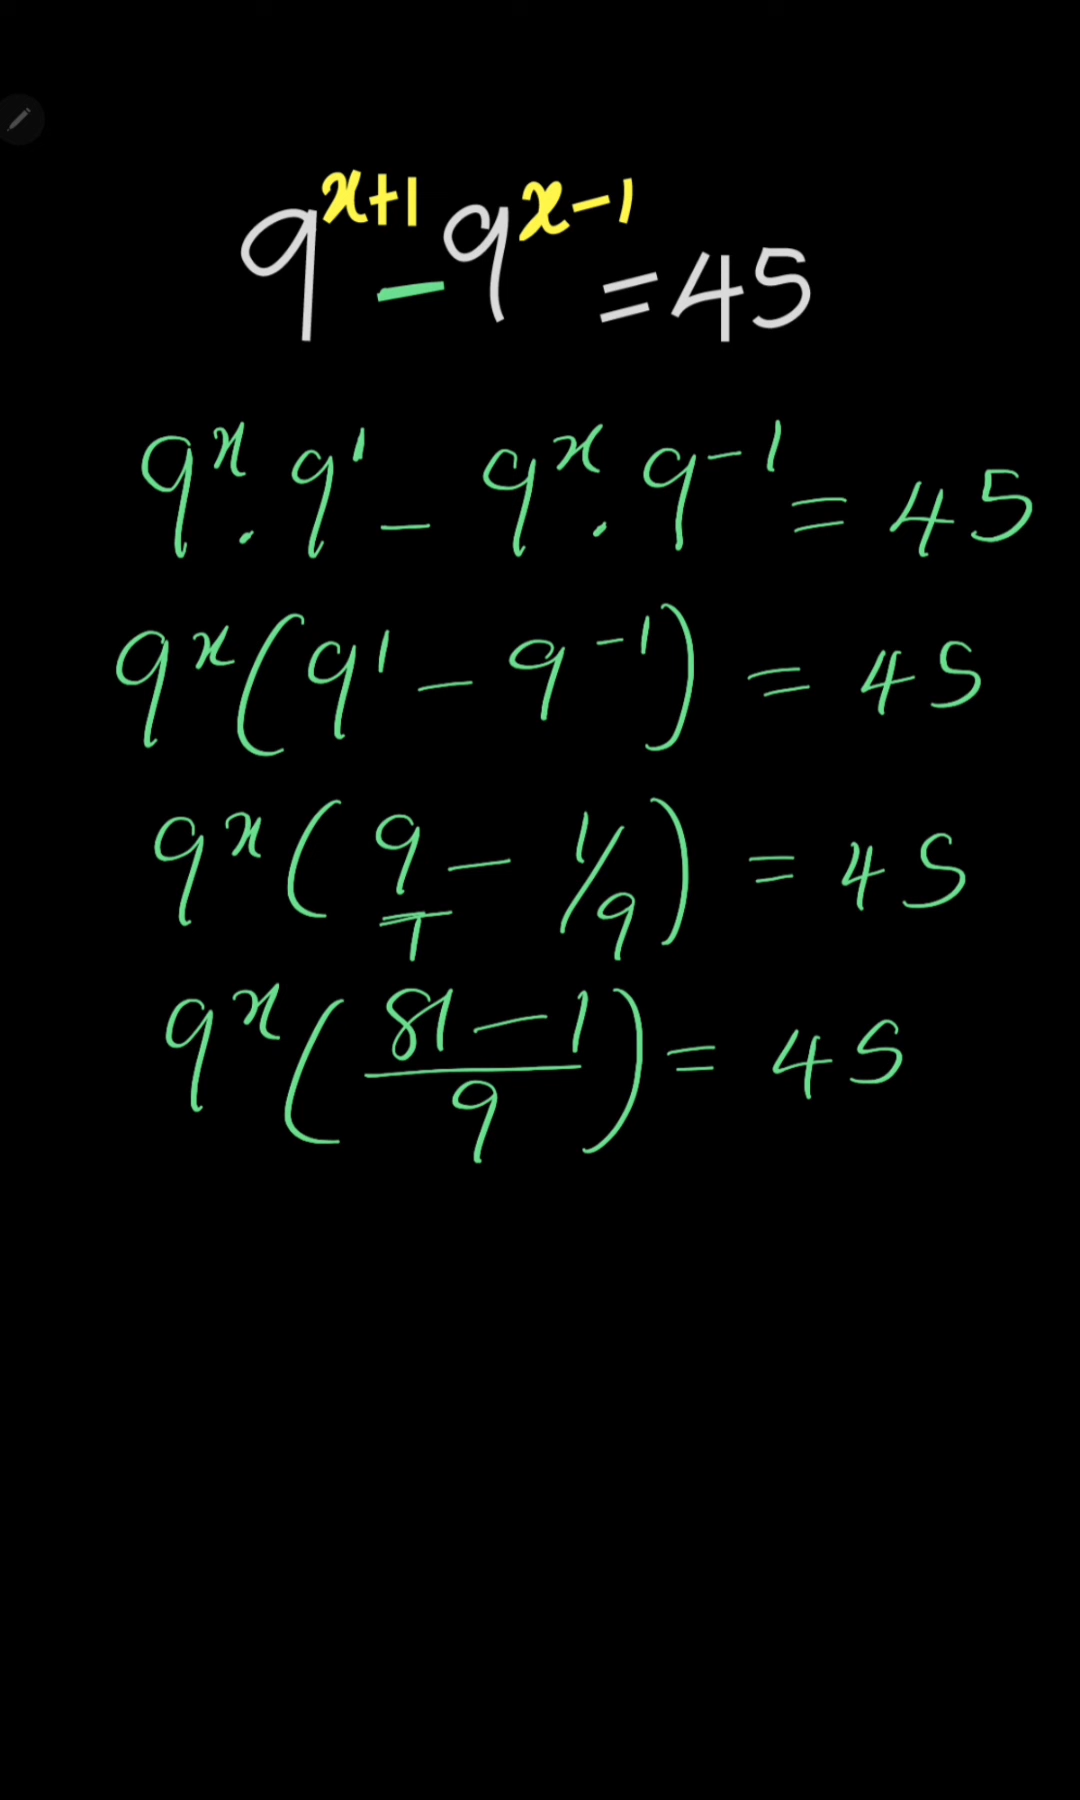 9^{x+1} - 9^{x-1} = 45
9^x . 9^1 - 9^x . 9^{-1} = 45
9^x (9^1 - 9^{-1}) = 45
9^x (9/1 - 1/9) = 45
9^x ((81 - 1)/9) = 45